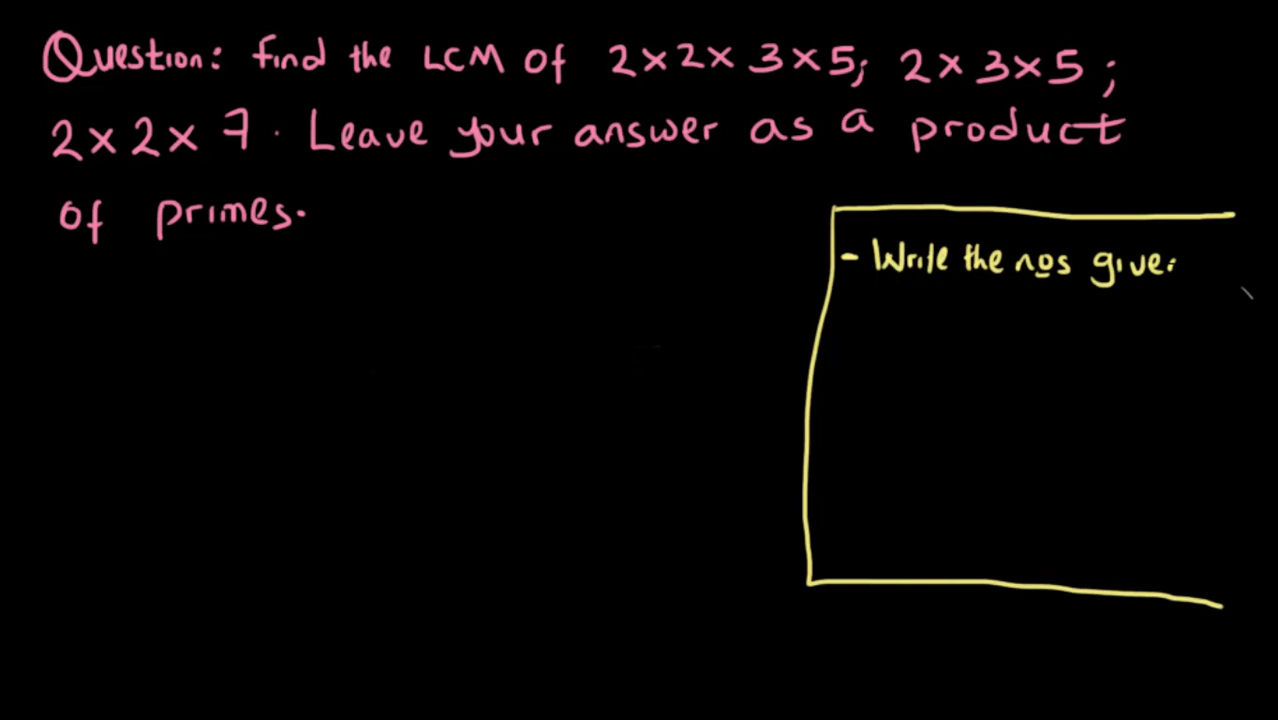 Question: Find the LCM of 2×2×3×5; 2×3×5;
2×2×7. Leave your answer as a product
of primes.
- Write the nos give